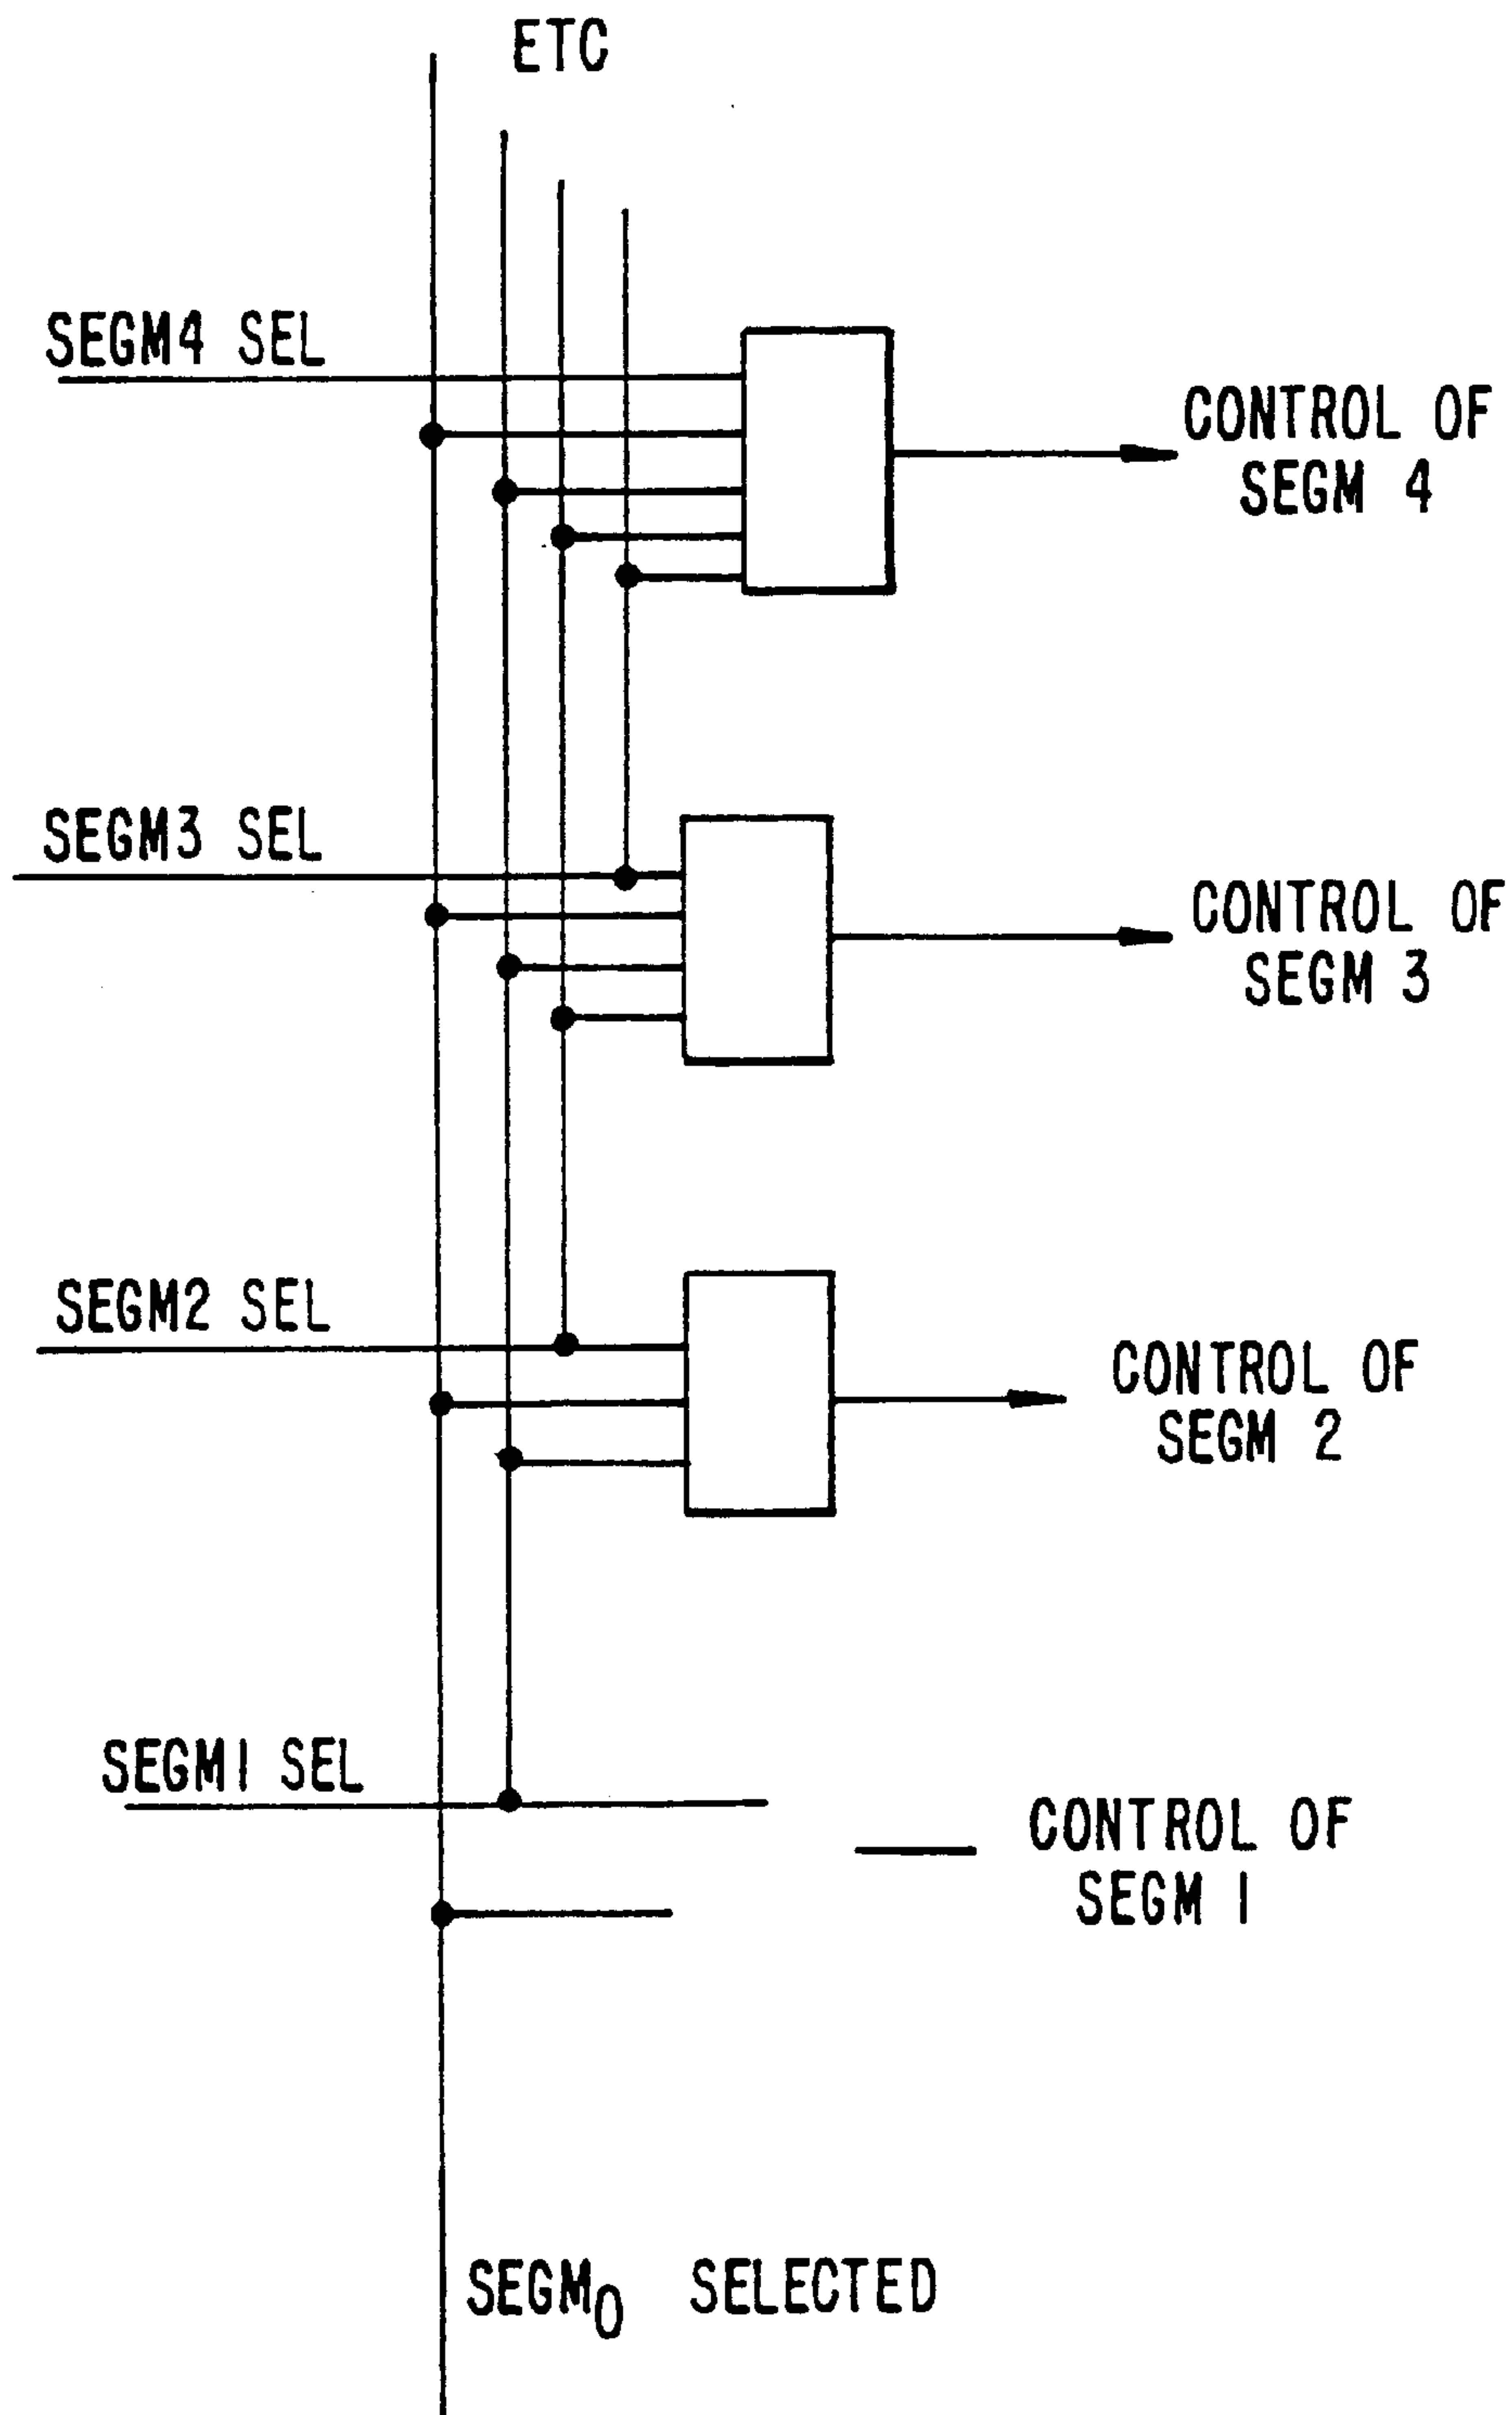 ETC
SEGM4 SEL
CONTROL OF
SEGM 4
SEGM3 SEL
CONTROL OF
SEGM 3
SEGM2 SEL
CONTROL OF
SEGM 2
SEGM1 SEL
CONTROL OF
SEGM 1
SEGM0 SELECTED